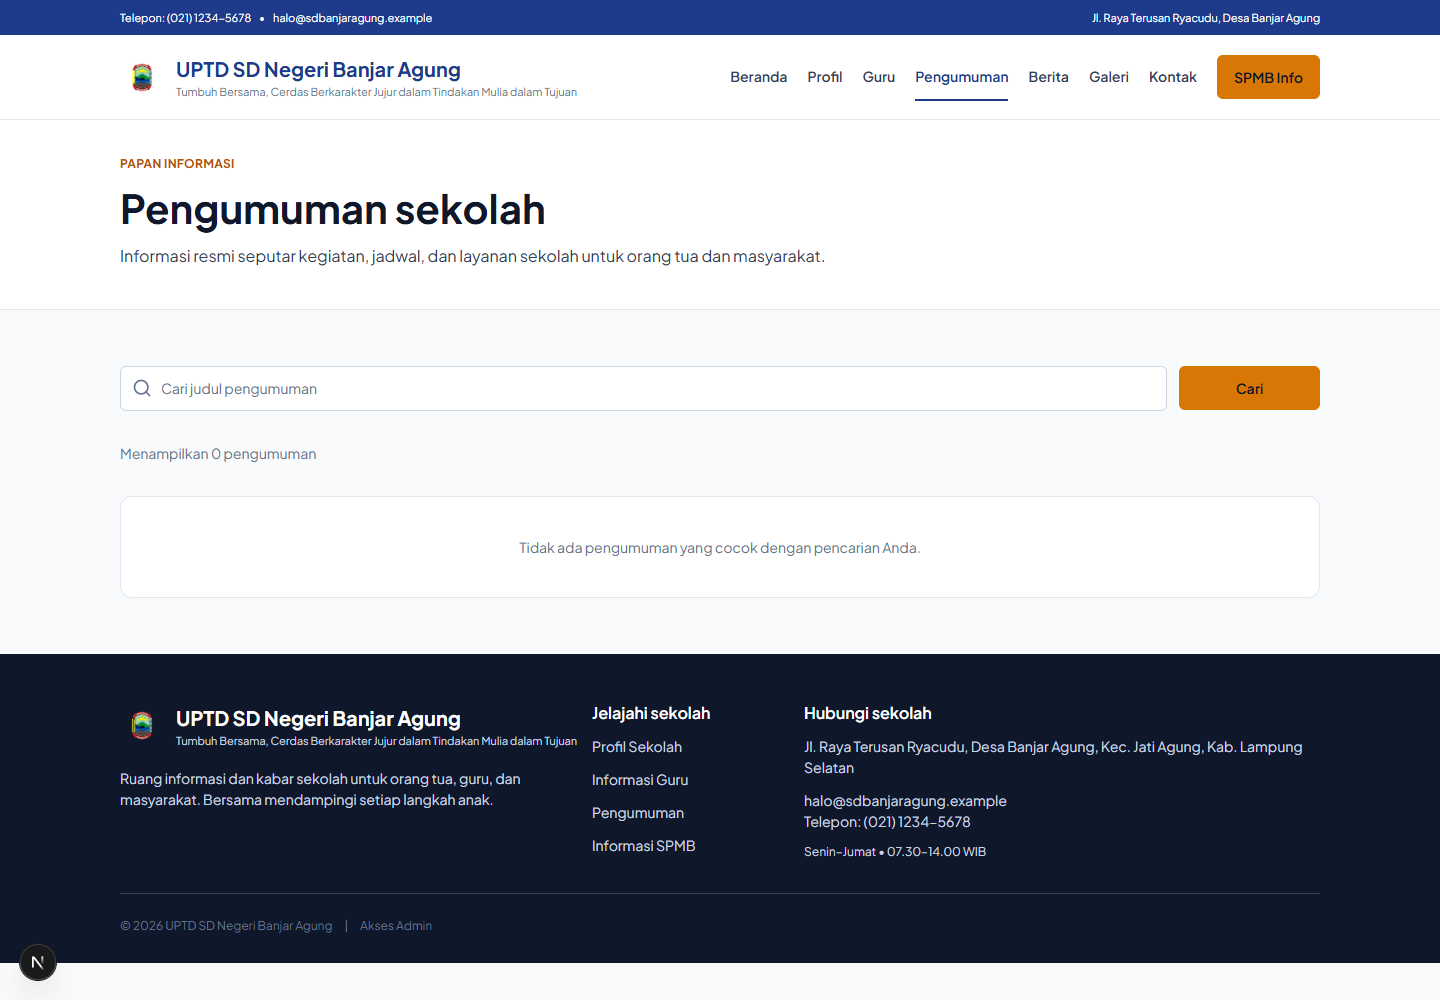 Telepon: (021) 1234-5678 • halo@sdbanjaragung.example
Jl. Raya Terusan Ryacudu, Desa Banjar Agung
UPTD SD Negeri Banjar Agung
Tumbuh Bersama, Cerdas Berkarakter Jujur dalam Tindakan Mulia dalam Tujuan
Beranda Profil Guru Pengumuman Berita Galeri Kontak SPMB Info
PAPAN INFORMASI
Pengumuman sekolah
Informasi resmi seputar kegiatan, jadwal, dan layanan sekolah untuk orang tua dan masyarakat.
Cari judul pengumuman
Cari
Menampilkan 0 pengumuman
Tidak ada pengumuman yang cocok dengan pencarian Anda.
UPTD SD Negeri Banjar Agung
Tumbuh Bersama, Cerdas Berkarakter Jujur dalam Tindakan Mulia dalam Tujuan
Ruang informasi dan kabar sekolah untuk orang tua, guru, dan
masyarakat. Bersama mendampingi setiap langkah anak.
Jelajahi sekolah
Profil Sekolah
Informasi Guru
Pengumuman
Informasi SPMB
Hubungi sekolah
Jl. Raya Terusan Ryacudu, Desa Banjar Agung, Kec. Jati Agung, Kab. Lampung
Selatan
halo@sdbanjaragung.example
Telepon: (021) 1234-5678
Senin–Jumat • 07.30–14.00 WIB
© 2026 UPTD SD Negeri Banjar Agung | Akses Admin
N